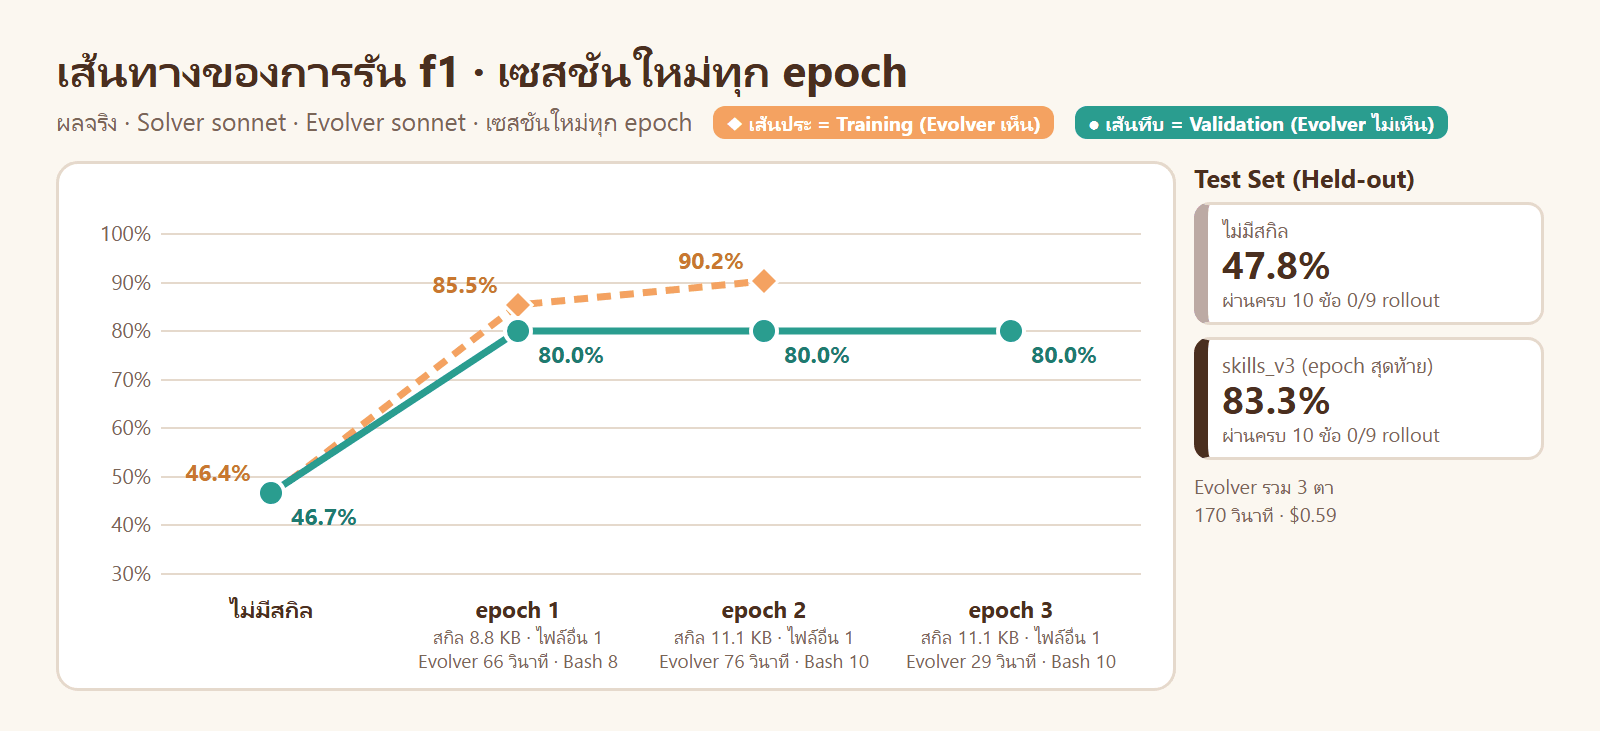 เส้นทางของการรัน f1 · เซสชันใหม่ทุก epoch
ผลจริง · Solver sonnet · Evolver sonnet · เซสชันใหม่ทุก epoch
◆ เส้นประ = Training (Evolver เห็น)
● เส้นทึบ = Validation (Evolver ไม่เห็น)
100%
90%
80%
70%
60%
50%
40%
30%
46.4%
46.7%
85.5%
80.0%
90.2%
80.0%
80.0%
ไม่มีสกิล
epoch 1
สกิล 8.8 KB · ไฟล์อื่น 1
Evolver 66 วินาที · Bash 8
epoch 2
สกิล 11.1 KB · ไฟล์อื่น 1
Evolver 76 วินาที · Bash 10
epoch 3
สกิล 11.1 KB · ไฟล์อื่น 1
Evolver 29 วินาที · Bash 10
Test Set (Held-out)
ไม่มีสกิล
47.8%
ผ่านครบ 10 ข้อ 0/9 rollout
skills_v3 (epoch สุดท้าย)
83.3%
ผ่านครบ 10 ข้อ 0/9 rollout
Evolver รวม 3 ตา
170 วินาที · $0.59